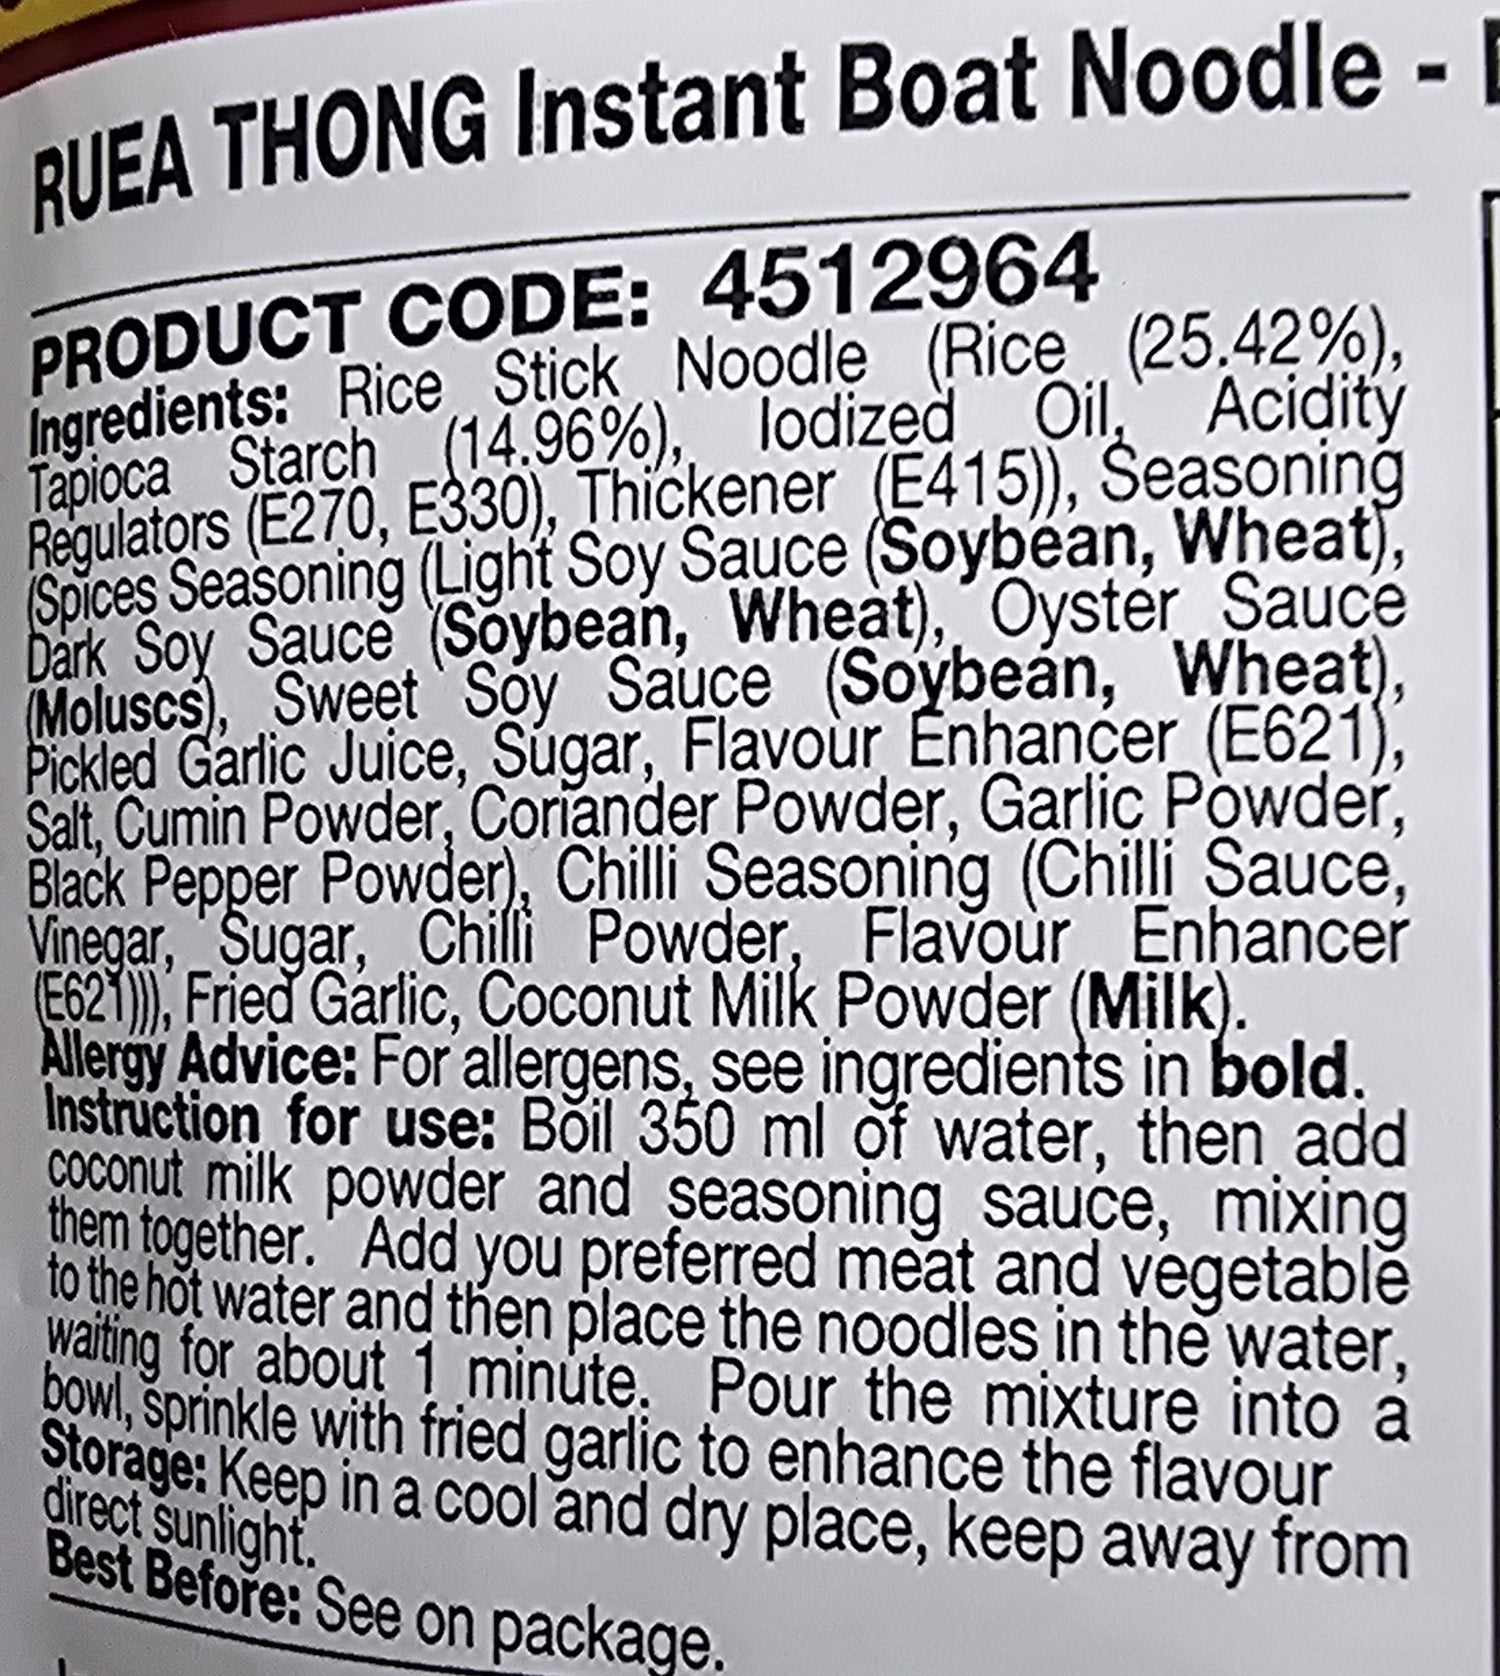 RUEA THONG Instant Boat Noodle -
PRODUCT CODE: 4512964
Ingredients: Rice Stick Noodle (Rice (25.42%),
Tapioca Starch (14.96%), Iodized Oil, Acidity
Regulators (E270, E330), Thickener (E415)), Seasoning
(Spices Seasoning (Light Soy Sauce (Soybean, Wheat),
Dark Soy Sauce (Soybean, Wheat), Oyster Sauce
(Moluscs), Sweet Soy Sauce (Soybean, Wheat),
Pickled Garlic Juice, Sugar, Flavour Enhancer (E621),
Salt, Cumin Powder, Coriander Powder, Garlic Powder,
Black Pepper Powder), Chilli Seasoning (Chilli Sauce,
Vinegar, Sugar, Chilli Powder, Flavour Enhancer
(E621))), Fried Garlic, Coconut Milk Powder (Milk).
Allergy Advice: For allergens, see ingredients in bold.
Instruction for use: Boil 350 ml of water, then add
coconut milk powder and seasoning sauce, mixing
them together. Add you preferred meat and vegetable
to the hot water and then place the noodles in the water,
waiting for about 1 minute. Pour the mixture into a
bowl, sprinkle with fried garlic to enhance the flavour
Storage: Keep in a cool and dry place, keep away from
direct sunlight.
Best Before: See on package.